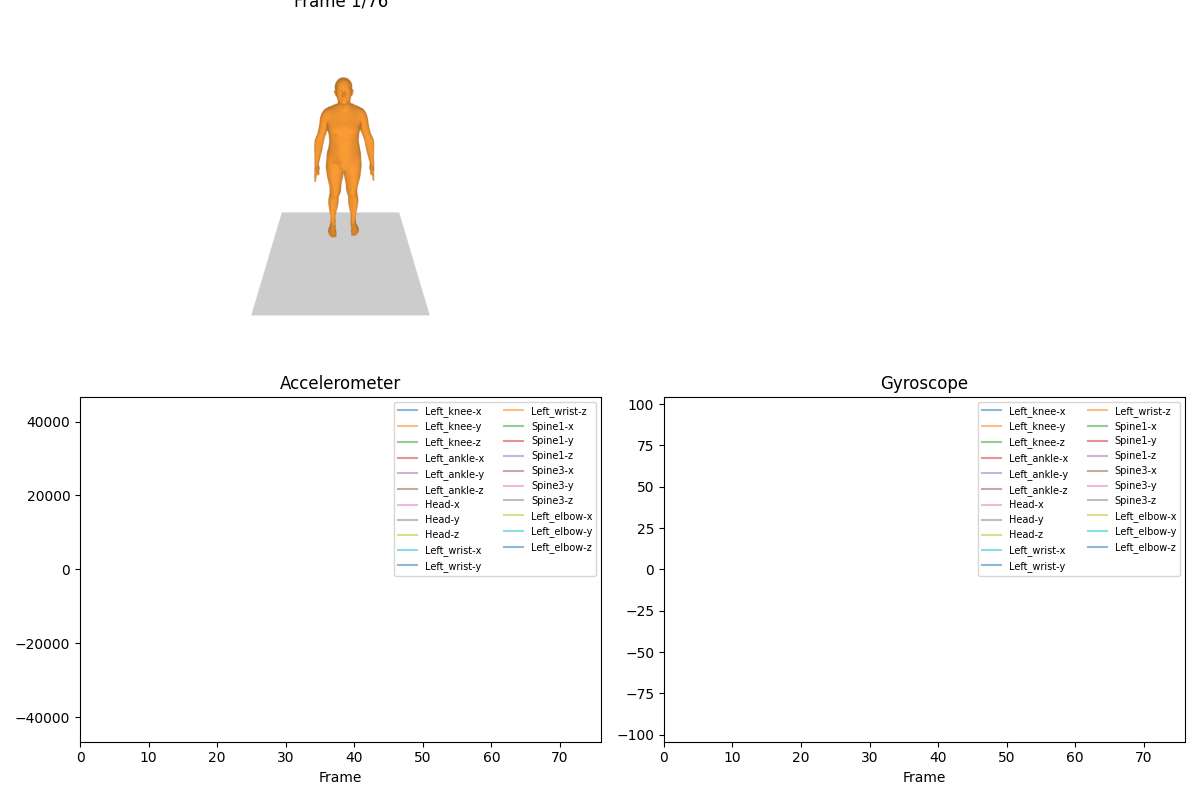 Frame 1/76
Accelerometer
40000
20000
0
−20000
−40000
0 10 20 30 40 50 60 70
Frame
Left_knee-x
Left_knee-y
Left_knee-z
Left_ankle-x
Left_ankle-y
Left_ankle-z
Head-x
Head-y
Head-z
Left_wrist-x
Left_wrist-y
Left_wrist-z
Spine1-x
Spine1-y
Spine1-z
Spine3-x
Spine3-y
Spine3-z
Left_elbow-x
Left_elbow-y
Left_elbow-z
Gyroscope
100
75
50
25
0
−25
−50
−75
−100
0 10 20 30 40 50 60 70
Frame
Left_knee-x
Left_knee-y
Left_knee-z
Left_ankle-x
Left_ankle-y
Left_ankle-z
Head-x
Head-y
Head-z
Left_wrist-x
Left_wrist-y
Left_wrist-z
Spine1-x
Spine1-y
Spine1-z
Spine3-x
Spine3-y
Spine3-z
Left_elbow-x
Left_elbow-y
Left_elbow-z